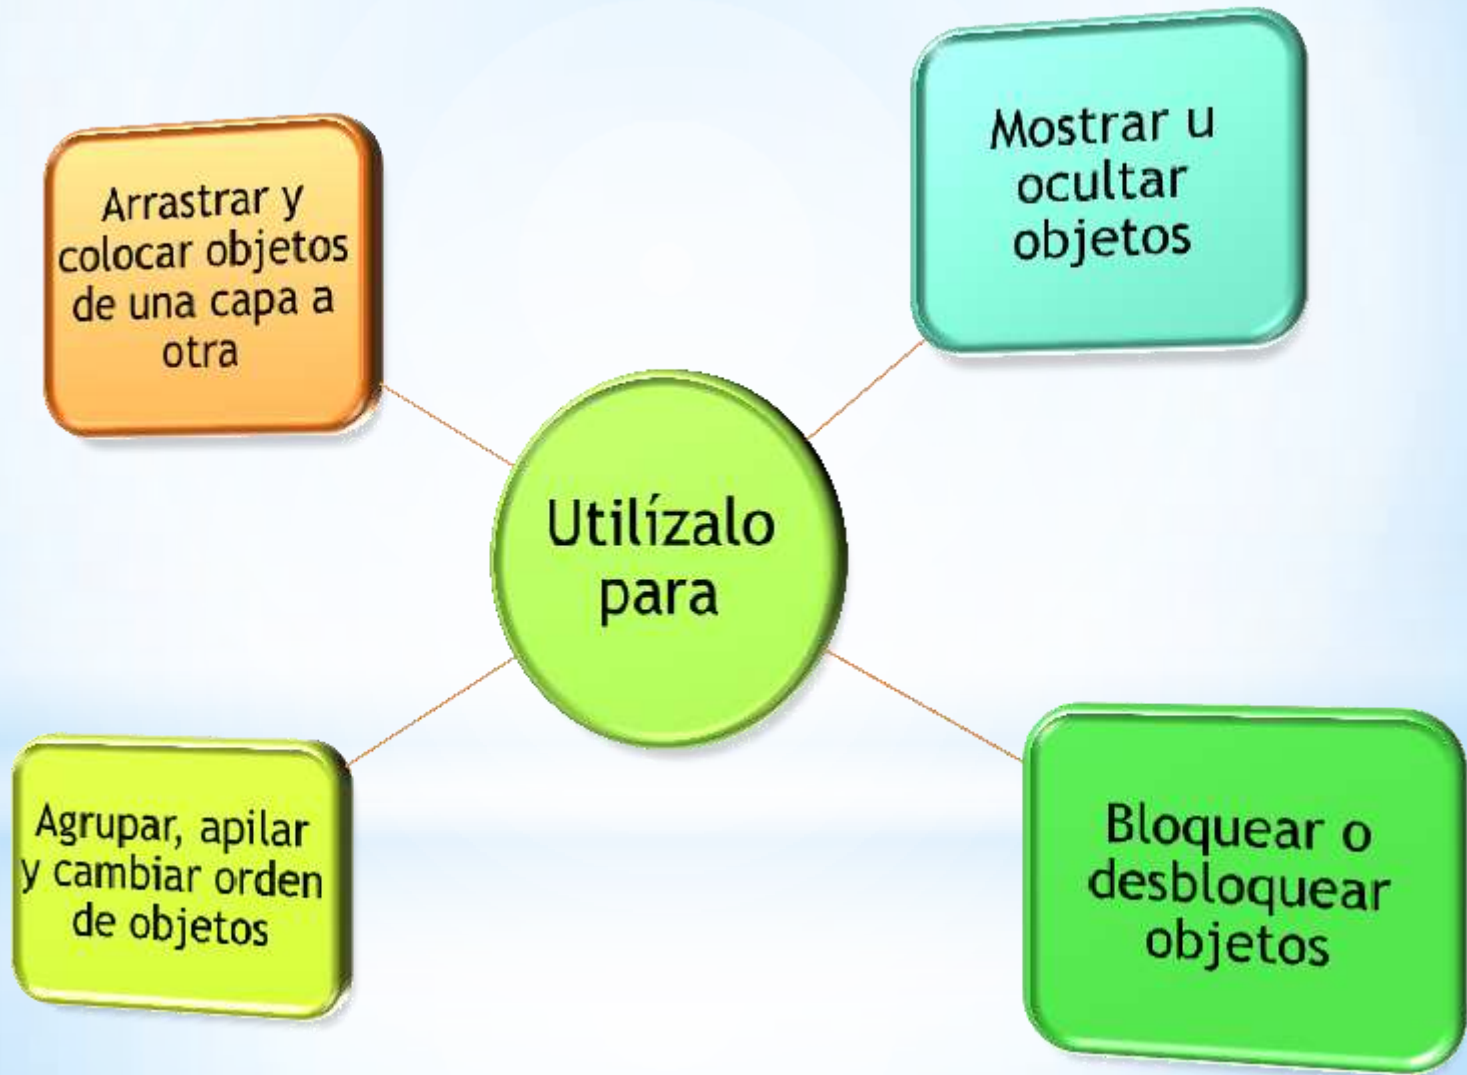 Arrastrar y
colocar objetos
de una capa a
otra
Mostrar u
ocultar
objetos
Utilízalo
para
Agrupar, apilar
y cambiar orden
de objetos
Bloquear o
desbloquear
objetos